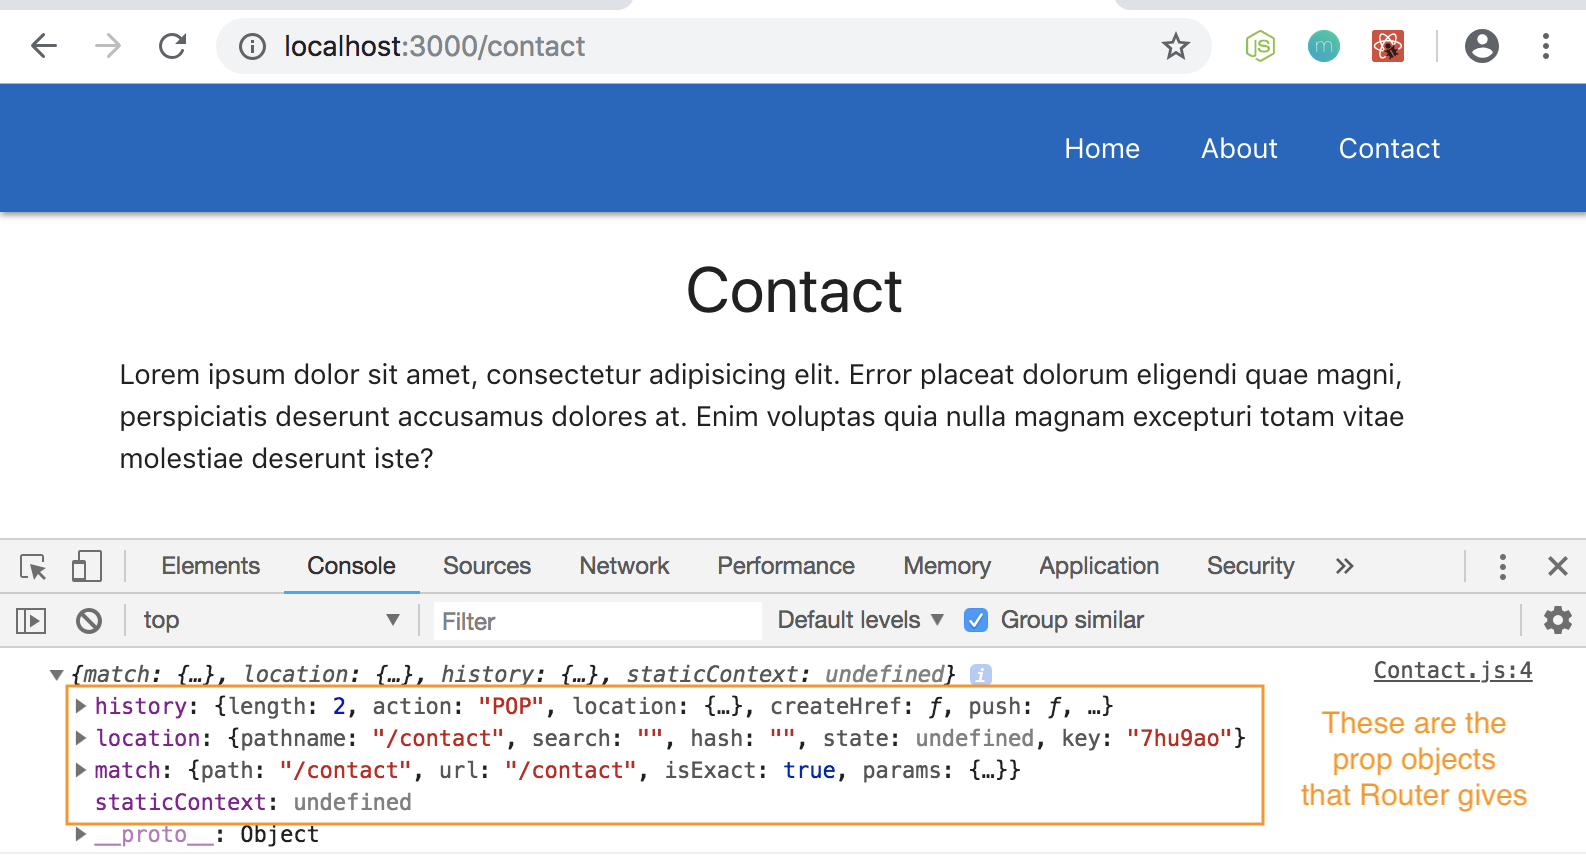 localhost:3000/contact
JS
m
Home About Contact
Contact
Lorem ipsum dolor sit amet, consectetur adipisicing elit. Error placeat dolorum eligendi quae magni,
perspiciatis deserunt accusamus dolores at. Enim voluptas quia nulla magnam excepturi totam vitae
molestiae deserunt iste?
Elements Console Sources Network Performance Memory Application Security »
top Filter Default levels Group similar
{match: {…}, location: {…}, history: {…}, staticContext: undefined} i Contact.js:4
history: {length: 2, action: "POP", location: {…}, createHref: ƒ, push: ƒ, …}
location: {pathname: "/contact", search: "", hash: "", state: undefined, key: "7hu9ao"}
match: {path: "/contact", url: "/contact", isExact: true, params: {…}}
staticContext: undefined
__proto__: Object
These are the
prop objects
that Router gives